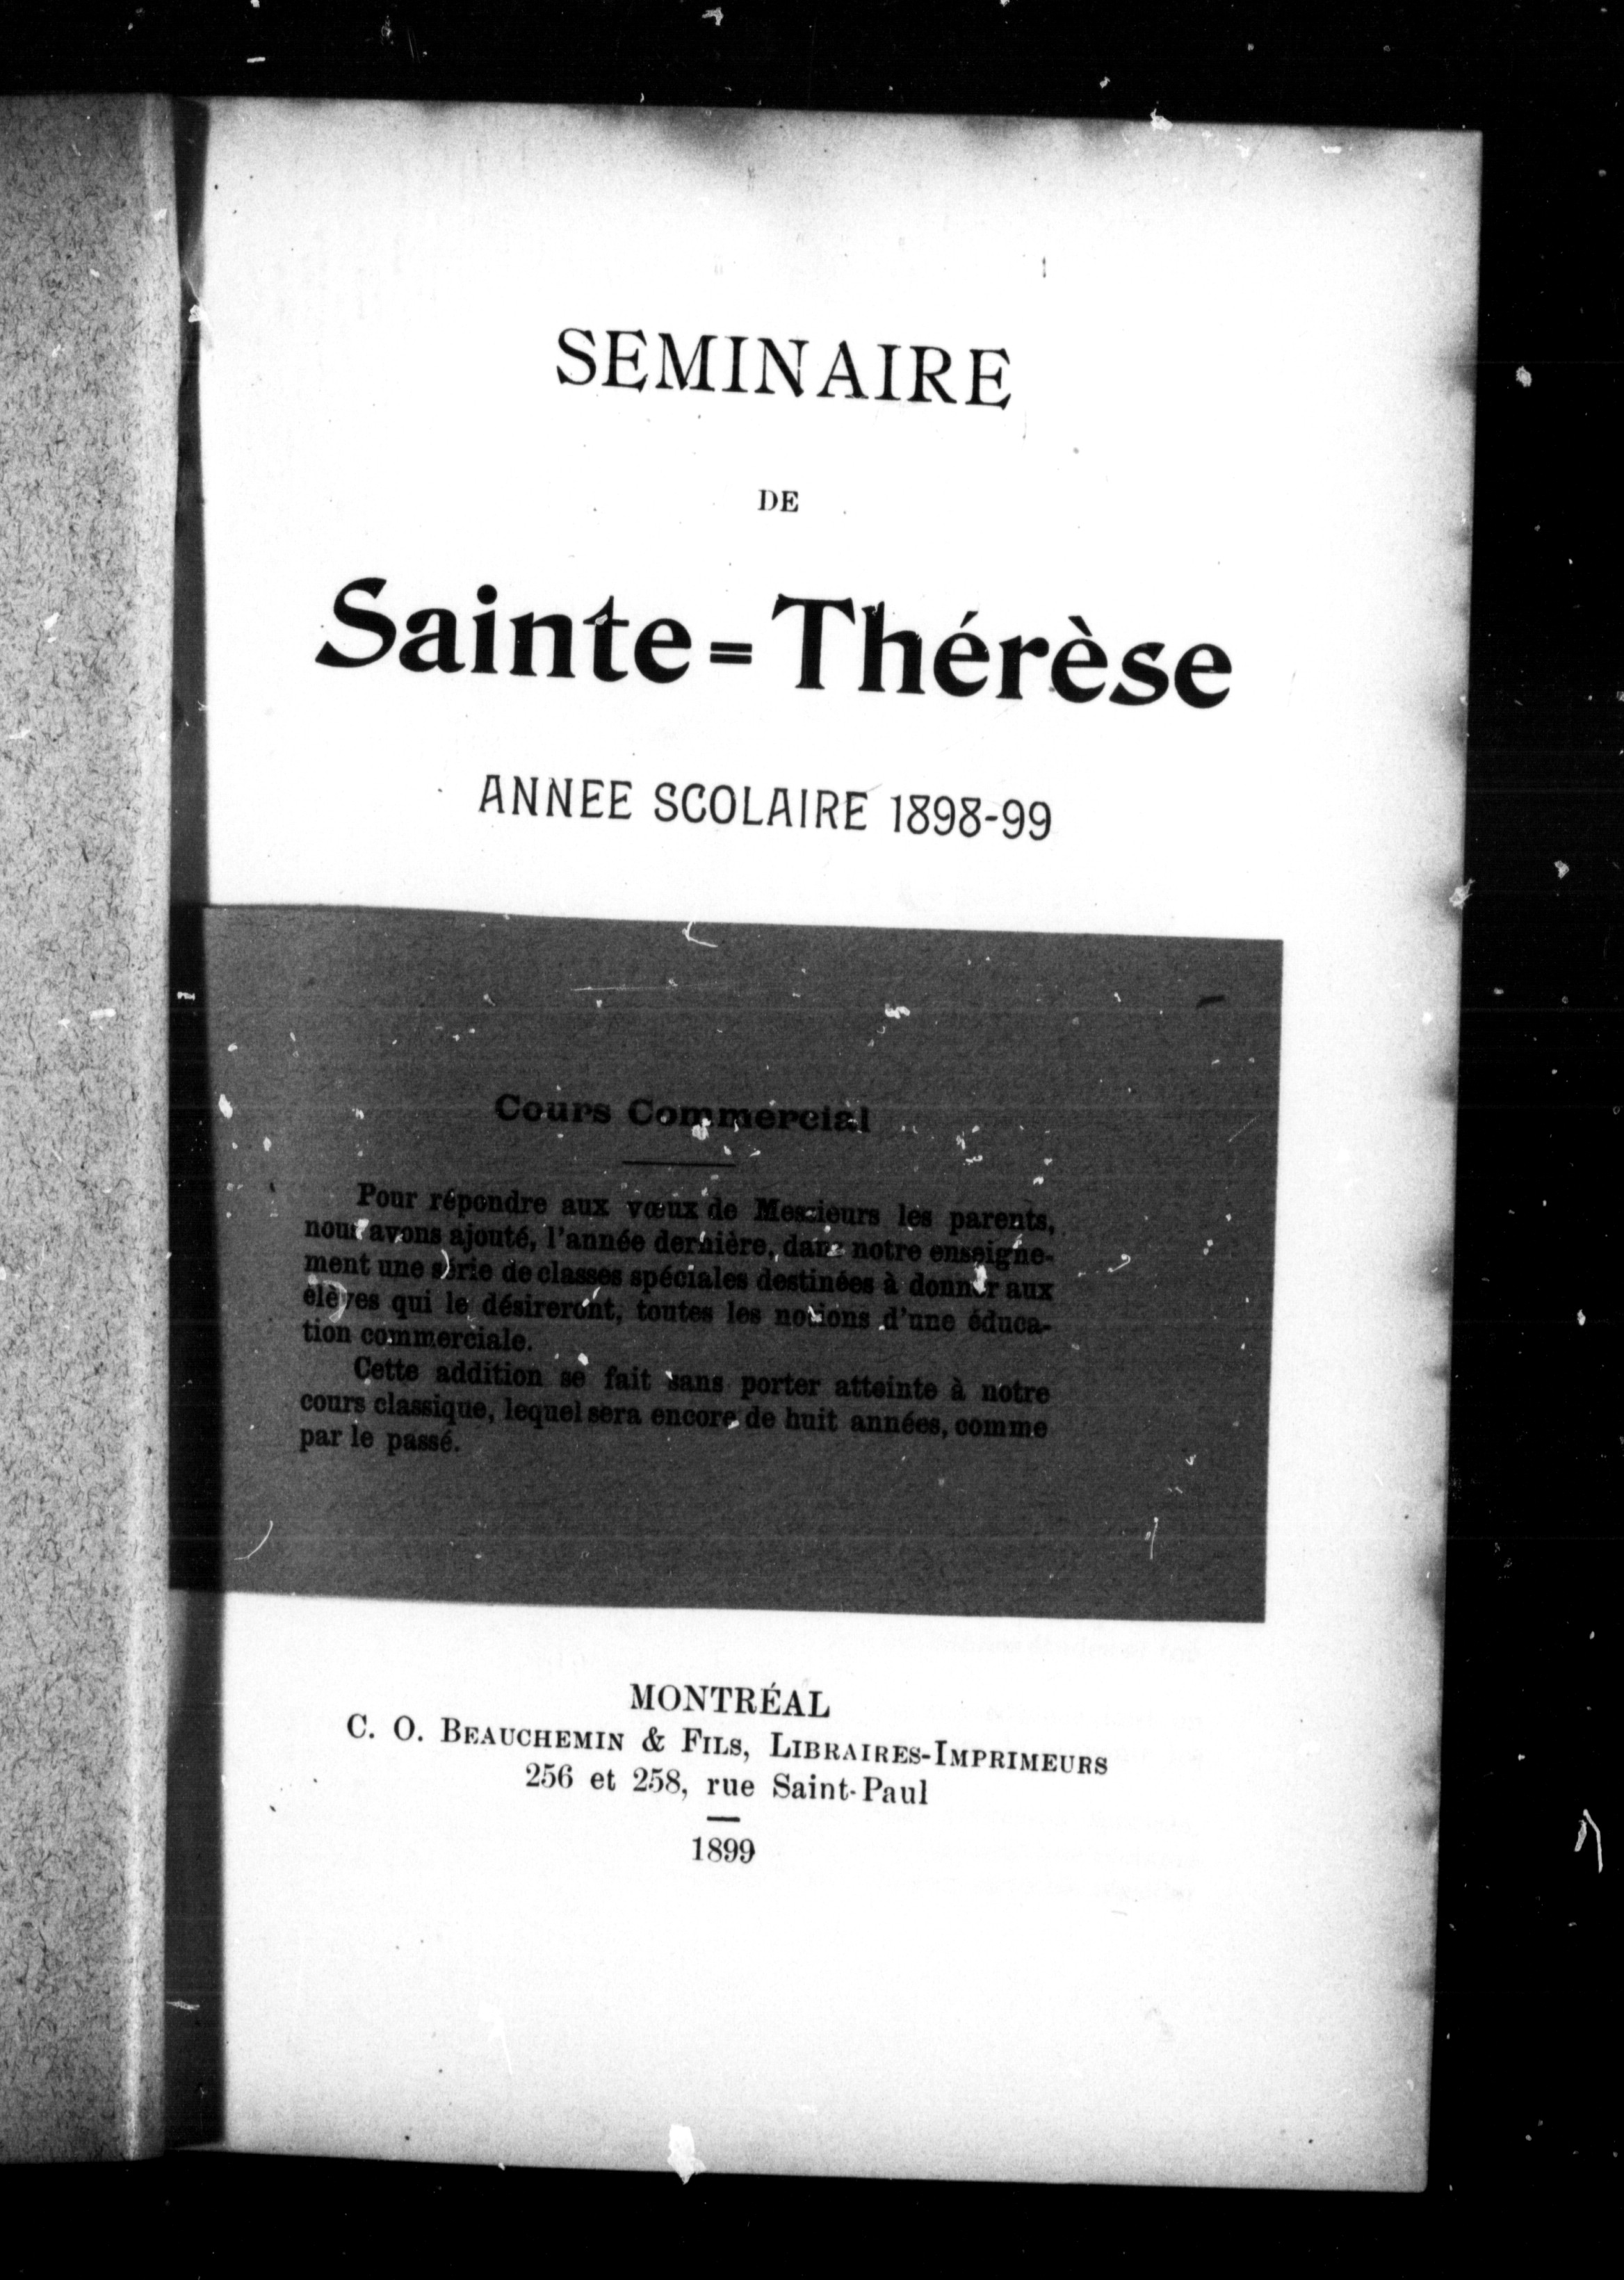 SEMINAIRE
DE
Sainte=Thérèse
ANNEE SCOLAIRE 1898-99
Cours Commercial
Pour répondre aux vœux de Messieurs les parents,
nous avons ajouté, l'année dernière, dans notre enseigne-
ment une série de classes spéciales destinées à donner aux
élèves qui le désireront, toutes les notions d'une éduca-
tion commerciale.
Cette addition se fait sans porter atteinte à notre
cours classique, lequel sera encore de huit années, comme
par le passé.
MONTRÉAL
C. O. BEAUCHEMIN & FILS, LIBRAIRES-IMPRIMEURS
256 et 258, rue Saint-Paul
1899